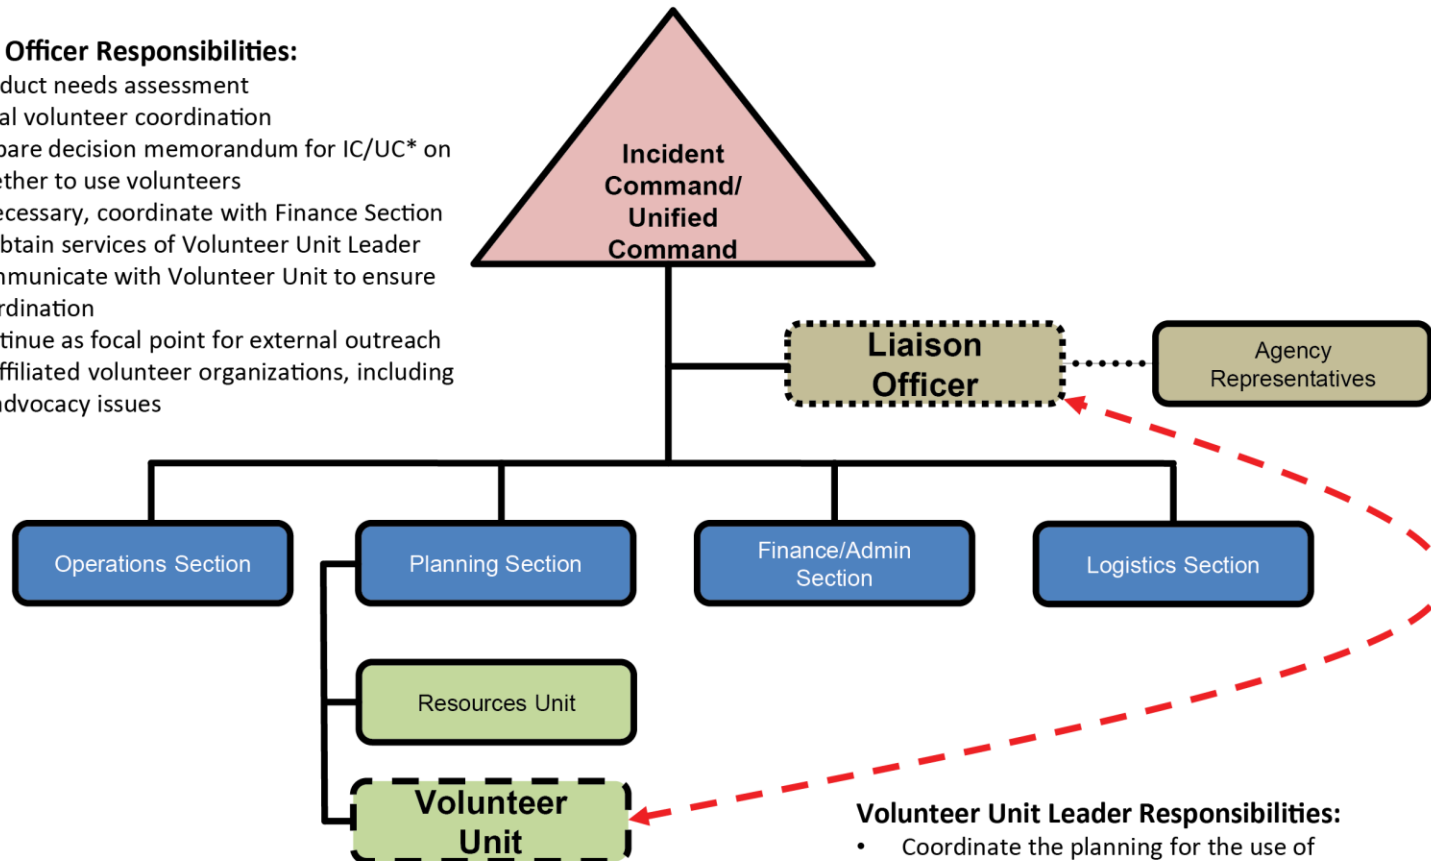 Officer Responsibilities:
duct needs assessment
al volunteer coordination
pare decision memorandum for IC/UC* on
ether to use volunteers
ecessary, coordinate with Finance Section
btain services of Volunteer Unit Leader
mmunicate with Volunteer Unit to ensure
rdination
tinue as focal point for external outreach
ffiliated volunteer organizations, including
advocacy issues
Incident
Command/
Unified
Command
Liaison
Officer
Agency
Representatives
Operations Section
Planning Section
Finance/Admin
Section
Logistics Section
Resources Unit
Volunteer
Unit
Volunteer Unit Leader Responsibilities:
• Coordinate the planning for the use of